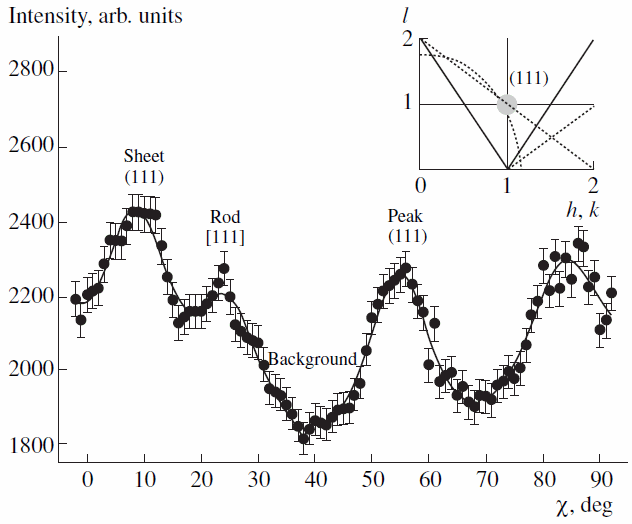 Intensity, arb. units
2800
2600
2400
2200
2000
1800
0 10 20 30 40 50 60 70 80 90
χ, deg
Sheet
(111)
Rod
[111]
Background
Peak
(111)
l
2
1
(111)
0 1 2
h, k